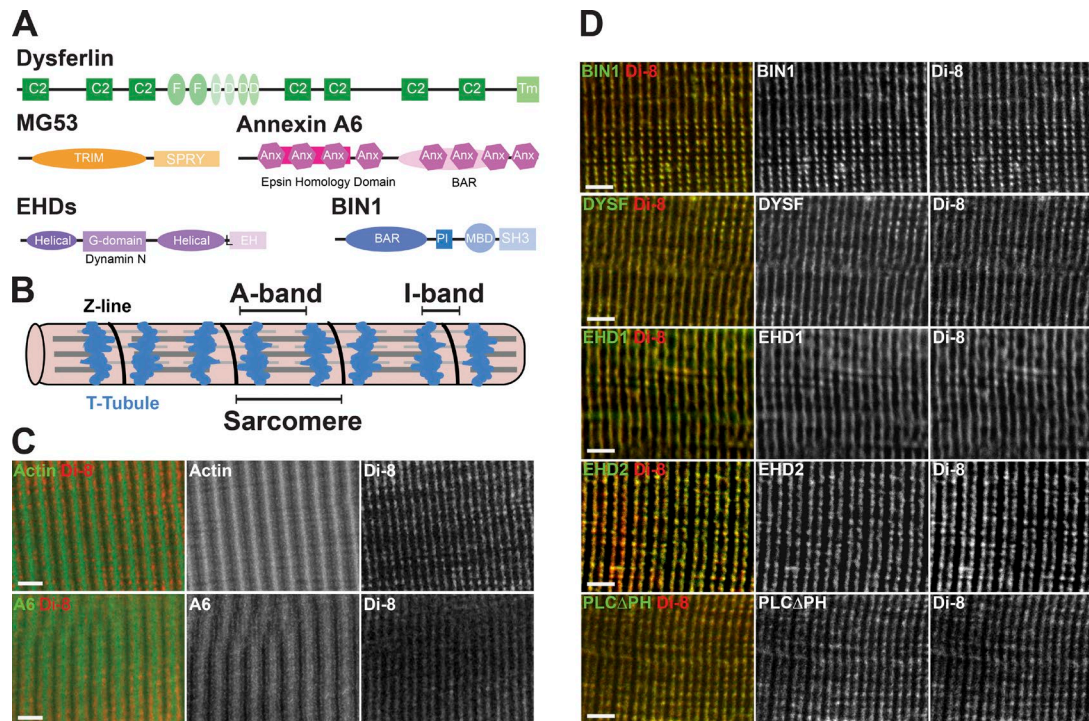 A
Dysferlin
C2 C2 C2 F F D D D D C2 C2 C2 C2 Tm
MG53
TRIM SPRY
Annexin A6
Anx Anx Anx Anx Anx Anx Anx Anx
Epsin Homology Domain BAR
EHDs
Helical G-domain Helical L EH
Dynamin N
BIN1
BAR PI MBD SH3
B
Z-line A-band I-band
T-Tubule
Sarcomere
C
Actin Di-8 Actin Di-8
A6 Di-8 A6 Di-8
D
BIN1 Di-8 BIN1 Di-8
DYSF Di-8 DYSF Di-8
EHD1 Di-8 EHD1 Di-8
EHD2 Di-8 EHD2 Di-8
PLCΔPH Di-8 PLCΔPH Di-8